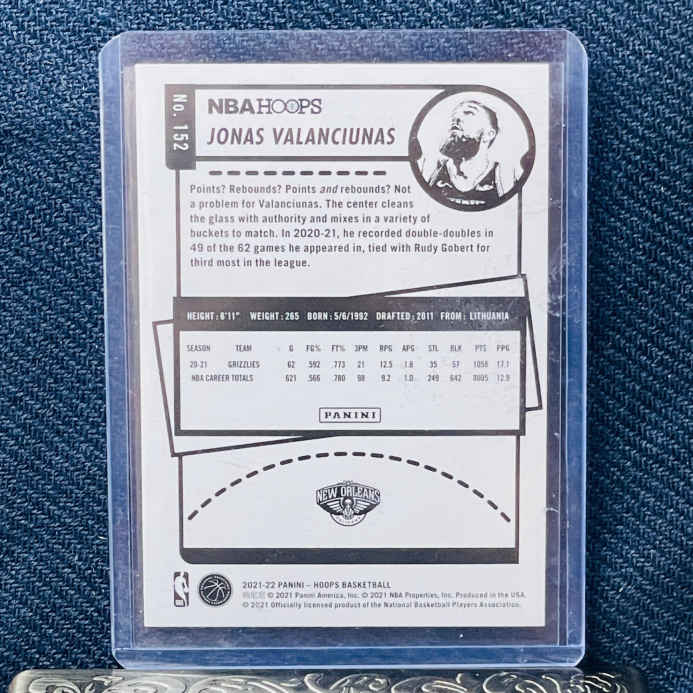 No. 152
NBA HOOPS
JONAS VALANCIUNAS
Points? Rebounds? Points and rebounds? Not
a problem for Valanciunas. The center cleans
the glass with authority and mixes in a variety of
buckets to match. In 2020-21, he recorded double-doubles in
49 of the 62 games he appeared in, tied with Rudy Gobert for
third most in the league.
HEIGHT: 6'11" WEIGHT: 265 BORN: 5/6/1992 DRAFTED: 2011 FROM: LITHUANIA
SEASON TEAM G FG% FT% 3PM RPG APG STL BLK PTS PPG
20-21 GRIZZLIES 62 .592 .773 21 12.5 1.8 35 57 1058 17.1
NBA CAREER TOTALS 621 .566 .780 98 9.2 1.0 249 642 8005 12.9
PANINI
NEW ORLEANS
2021-22 PANINI – HOOPS BASKETBALL
© 2021 Panini America, Inc. © 2021 NBA Properties, Inc. Produced in the USA.
© 2021 Officially licensed product of the National Basketball Players Association.